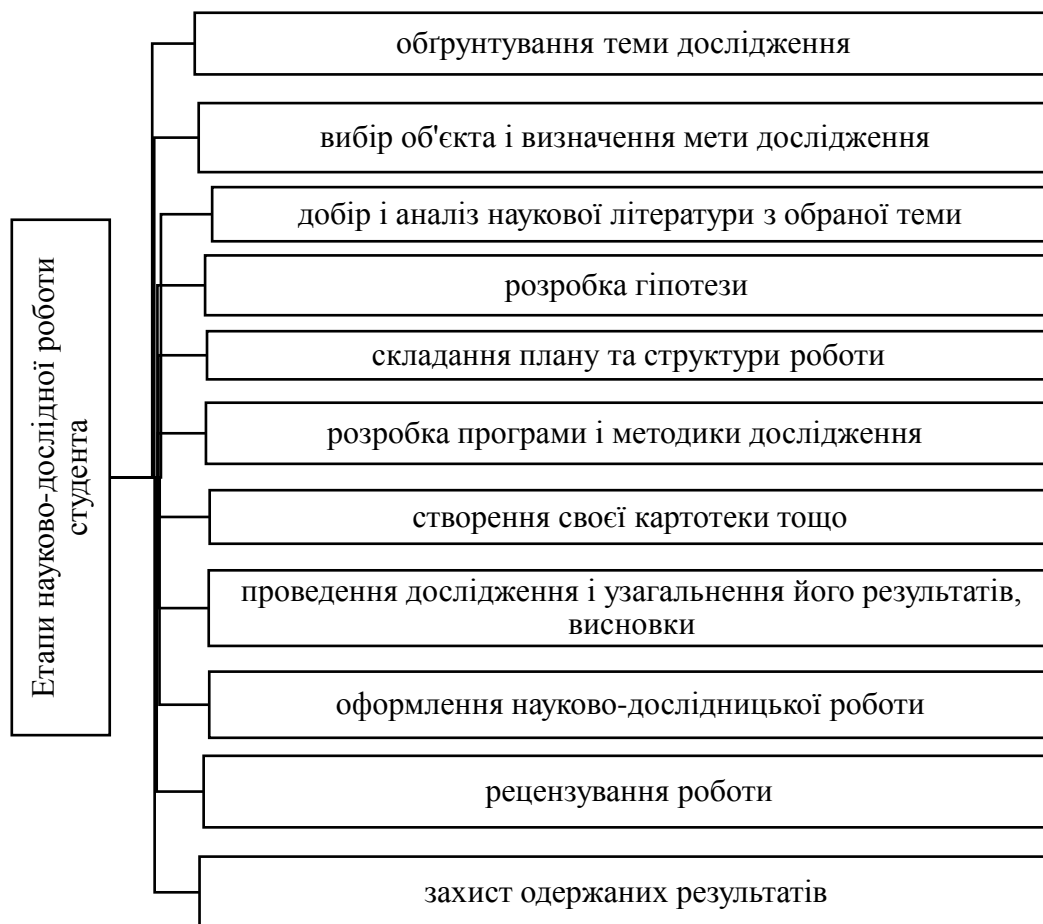 Етапи науково-дослідної роботи
студента
обґрунтування теми дослідження
вибір об'єкта і визначення мети дослідження
добір і аналіз наукової літератури з обраної теми
розробка гіпотези
складання плану та структури роботи
розробка програми і методики дослідження
створення своєї картотеки тощо
проведення дослідження і узагальнення його результатів,
висновки
оформлення науково-дослідницької роботи
рецензування роботи
захист одержаних результатів